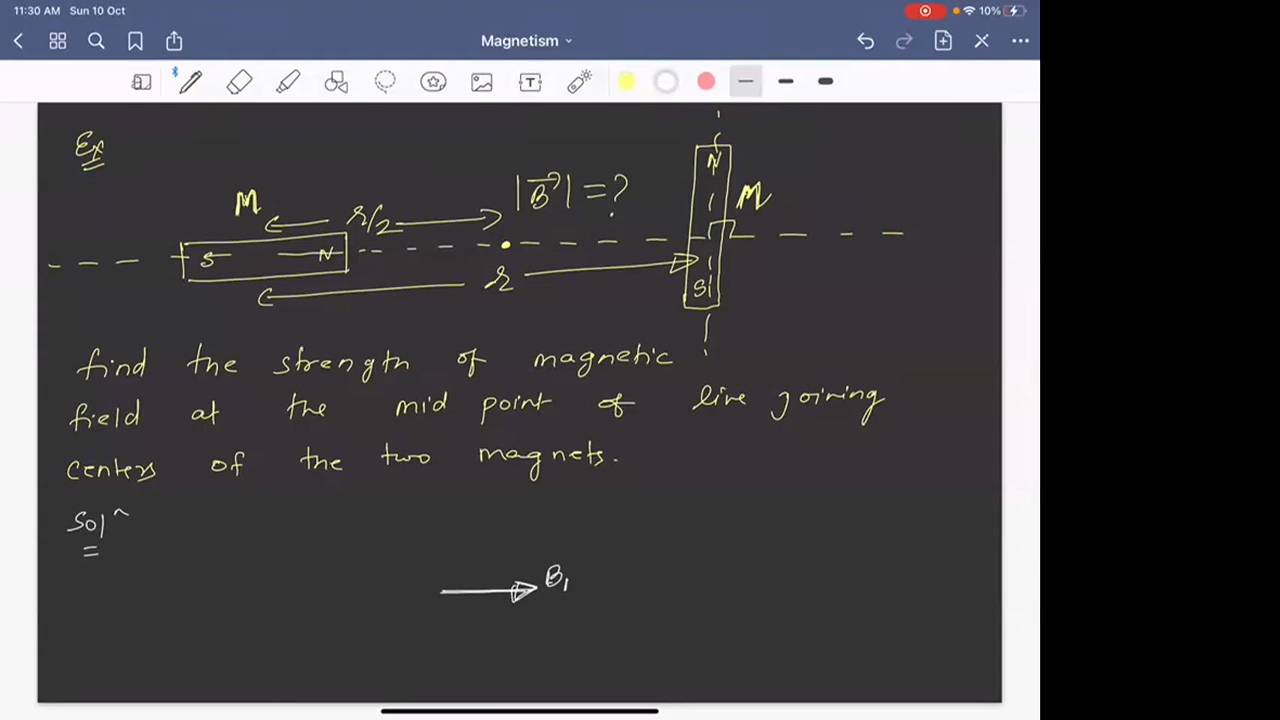 11:30 AM Sun 10 Oct
10%
Magnetism
Ex
M
r/2
|B⃗| = ?
N
M
S N
r
S
find the strength of magnetic
field at the mid point of line joining
centers of the two magnets.
Solⁿ
B₁